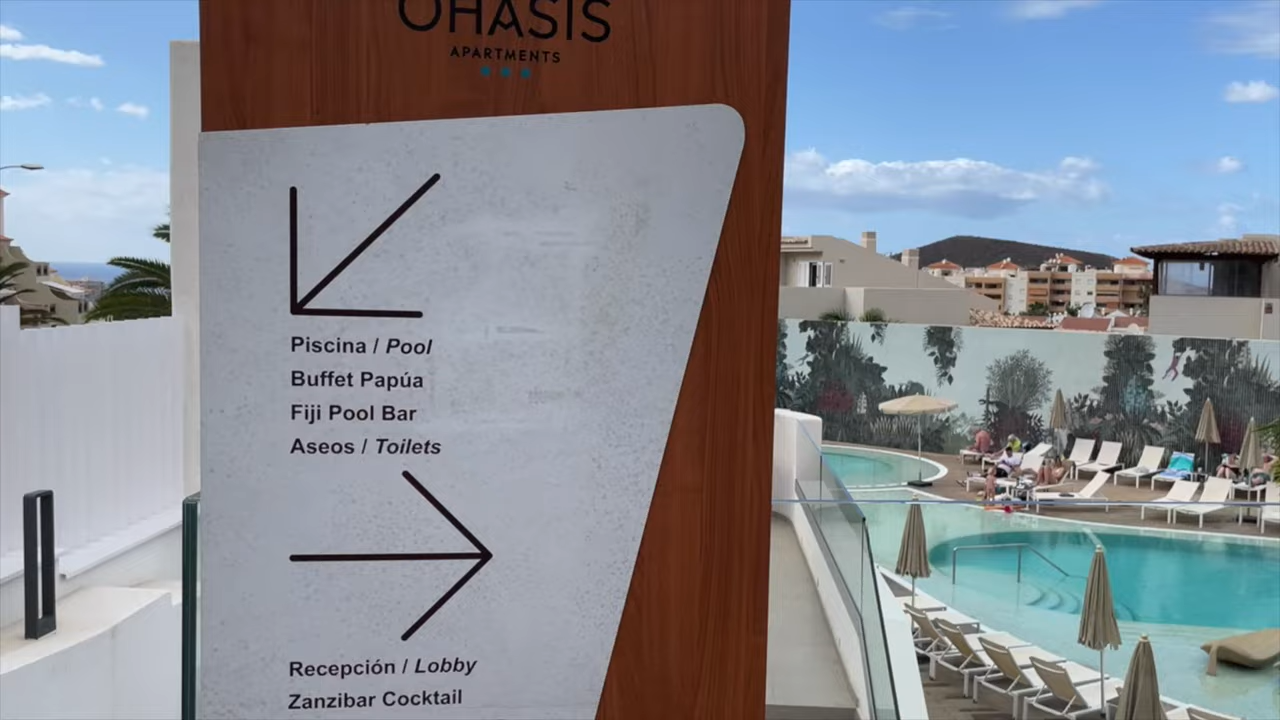 OHASIS
APARTMENTS
Piscina / Pool
Buffet Papúa
Fiji Pool Bar
Aseos / Toilets
Recepción / Lobby
Zanzibar Cocktail